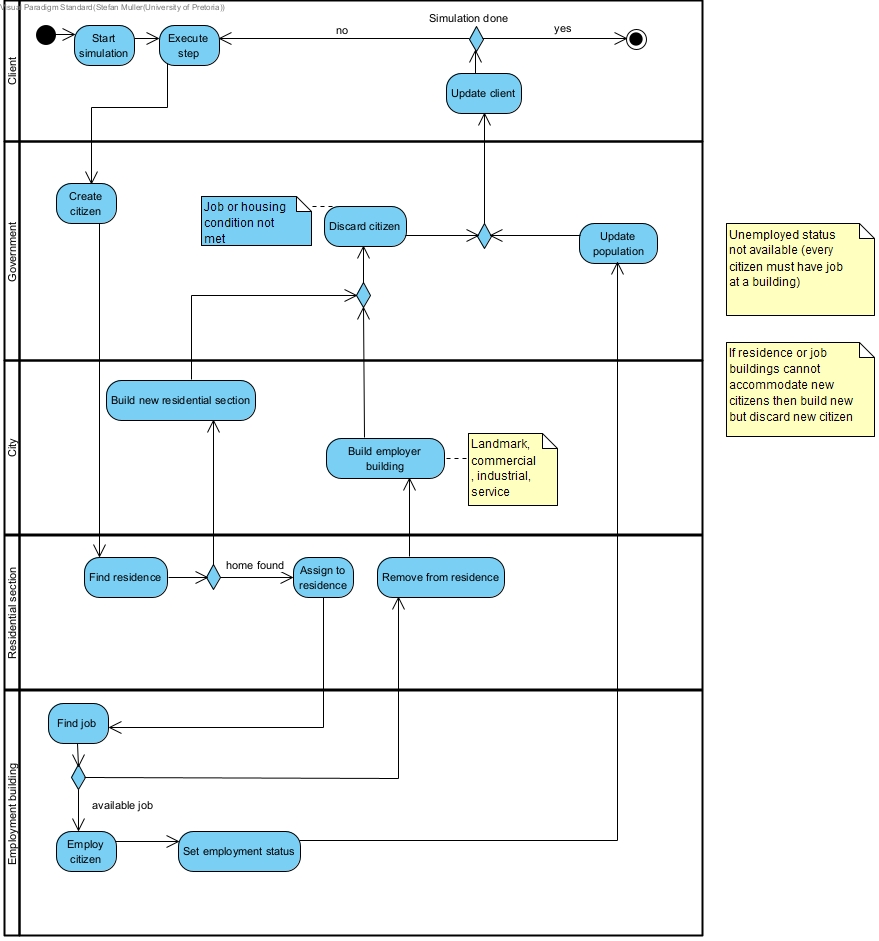 Visual Paradigm Standard(Stefan Muller(University of Pretoria))
Simulation done
no
yes
Start
simulation
Execute
step
Client
Update client
Create
citizen
Job or housing
condition not
met
Discard citizen
Update
population
Government
Unemployed status
not available (every
citizen must have job
at a building)
If residence or job
buildings cannot
accommodate new
citizens then build new
but discard new citizen
Build new residential section
City
Build employer
building
Landmark,
commercial
, industrial,
service
Find residence
home found
Assign to
residence
Remove from residence
Residential section
Find job
available job
Employ
citizen
Set employment status
Employment building